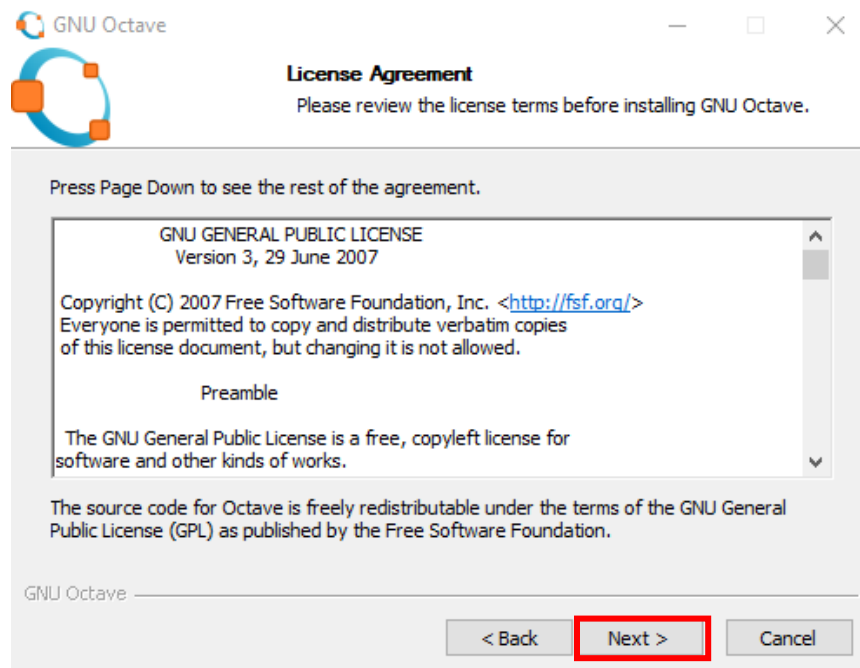 GNU Octave
License Agreement
Please review the license terms before installing GNU Octave.
Press Page Down to see the rest of the agreement.
GNU GENERAL PUBLIC LICENSE
Version 3, 29 June 2007
Copyright (C) 2007 Free Software Foundation, Inc. <http://fsf.org/>
Everyone is permitted to copy and distribute verbatim copies
of this license document, but changing it is not allowed.
Preamble
The GNU General Public License is a free, copyleft license for
software and other kinds of works.
The source code for Octave is freely redistributable under the terms of the GNU General
Public License (GPL) as published by the Free Software Foundation.
GNU Octave
< Back Next > Cancel